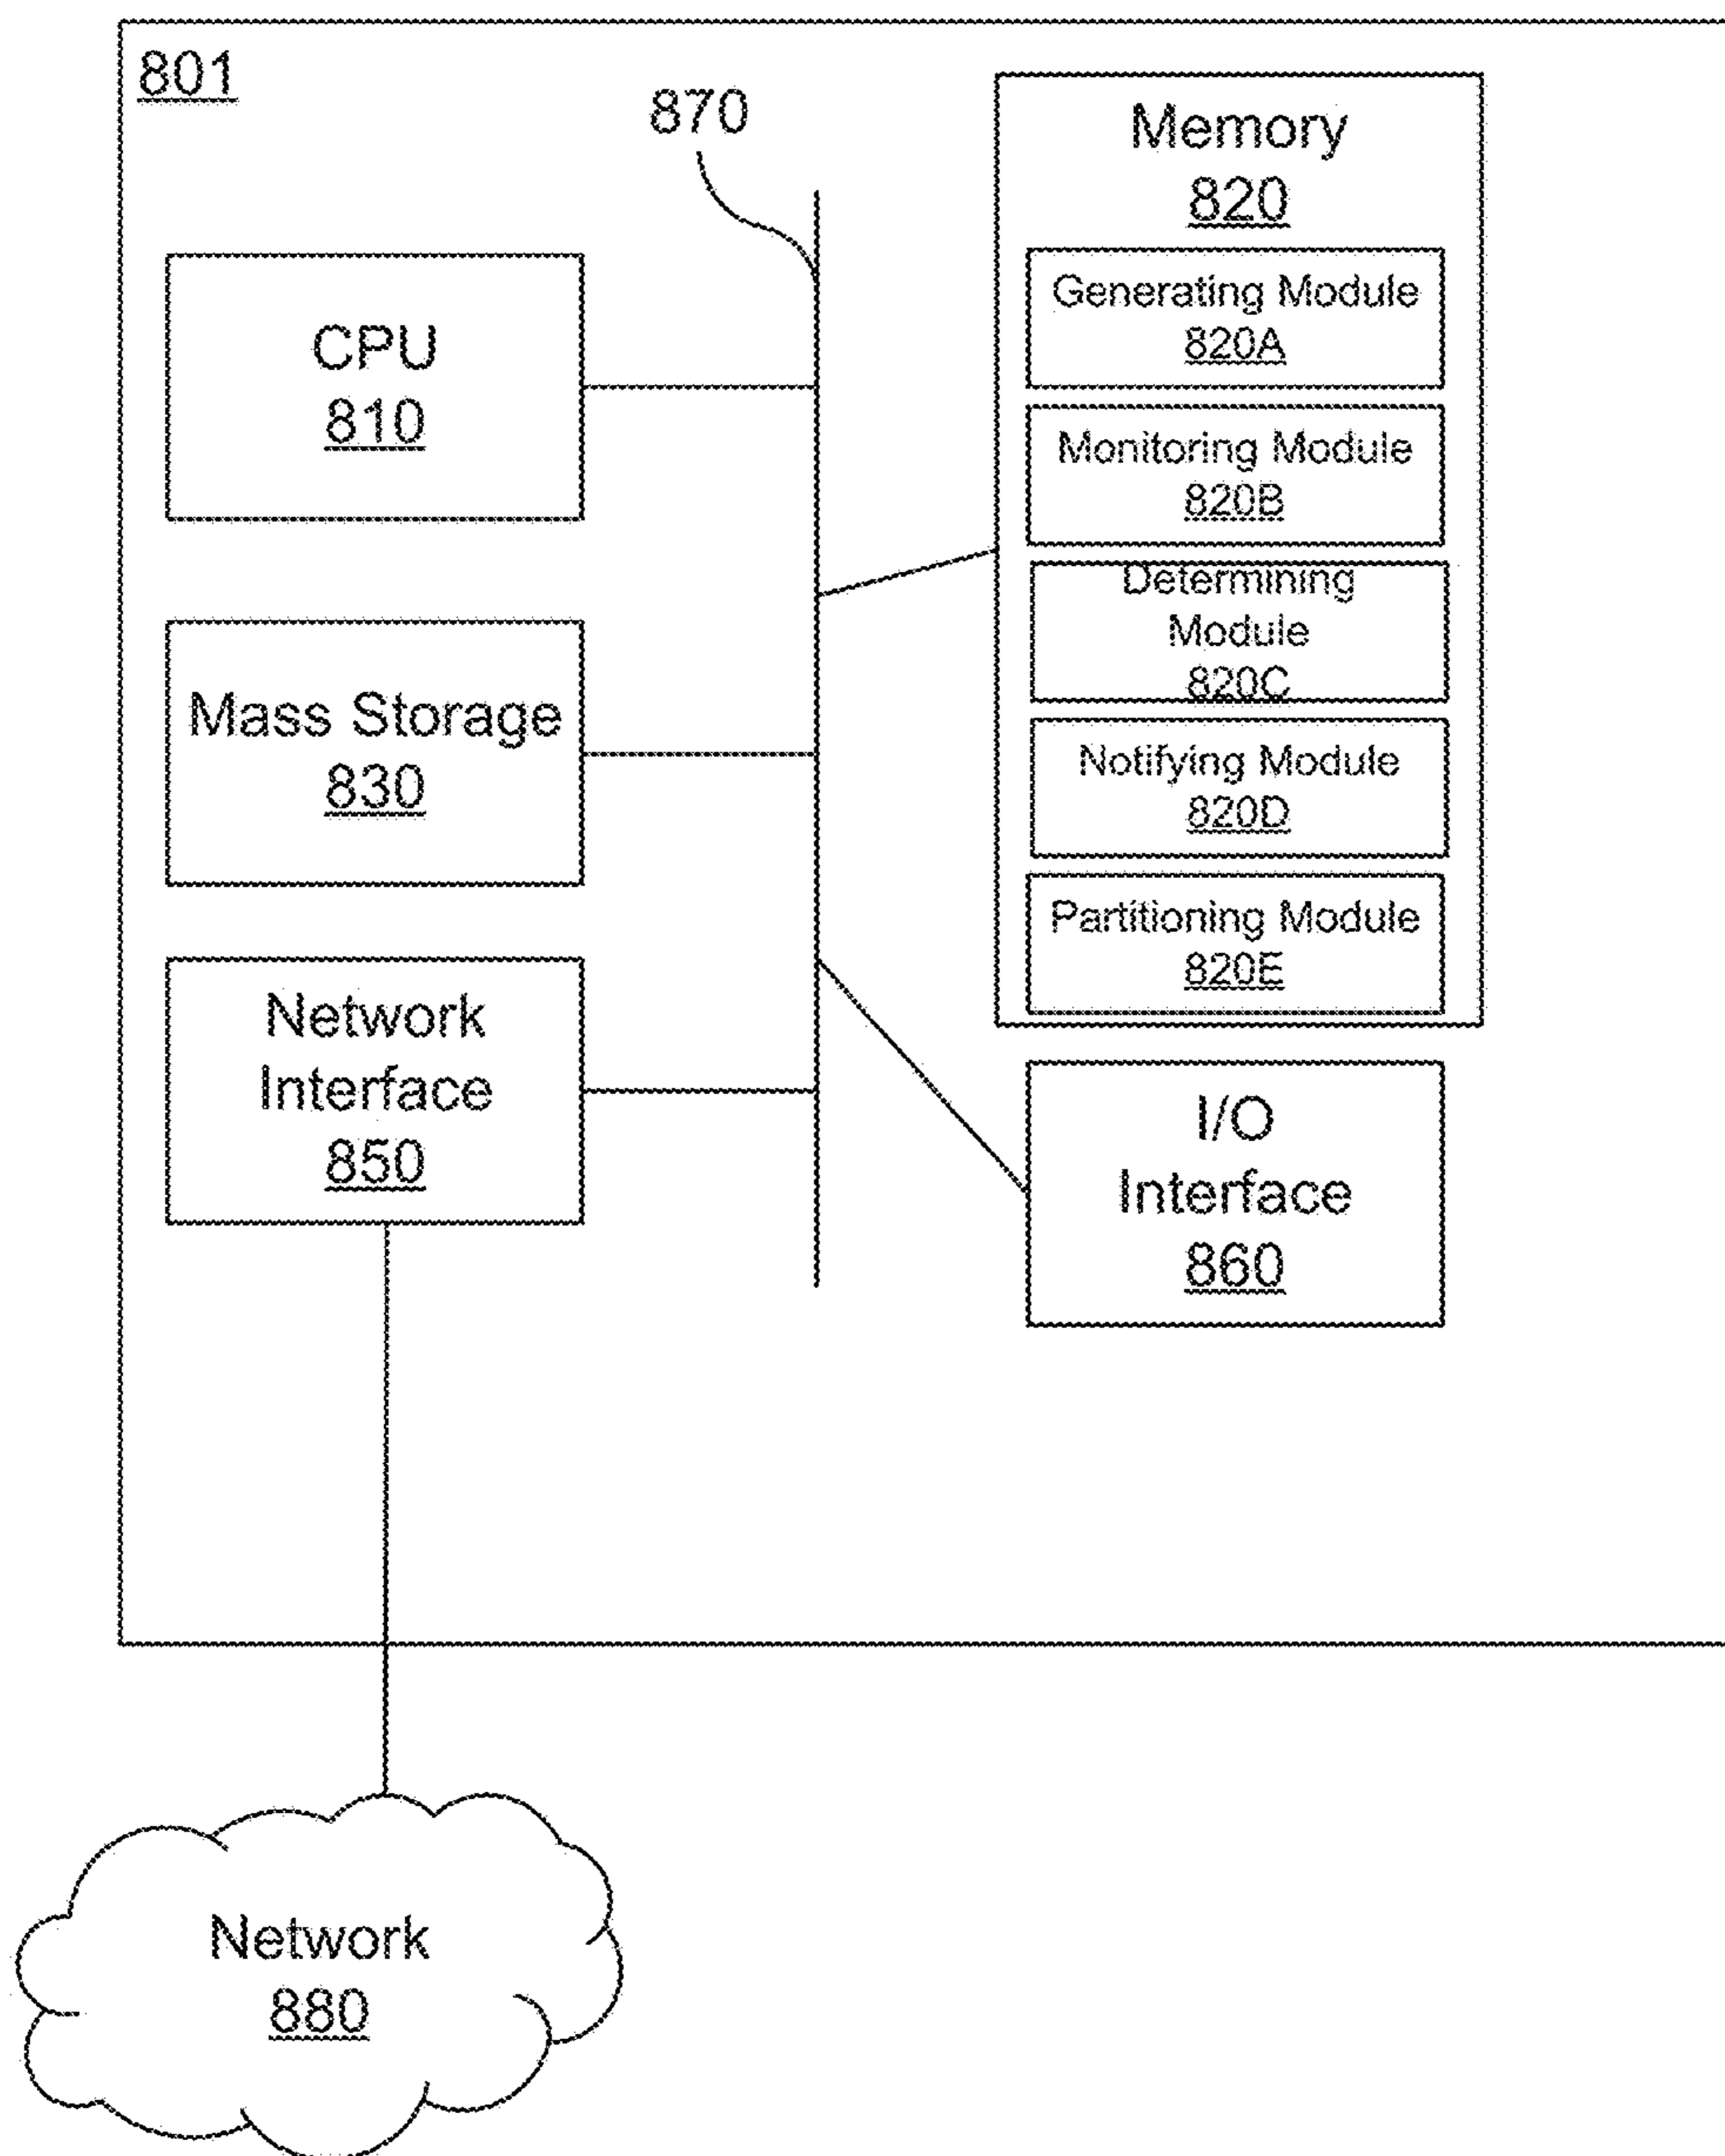 801
870
Memory
820
Generating Module
820A
Monitoring Module
820B
Determining
Module
820C
Notifying Module
820D
Partitioning Module
820E
CPU
810
Mass Storage
830
Network
Interface
850
I/O
Interface
860
Network
880